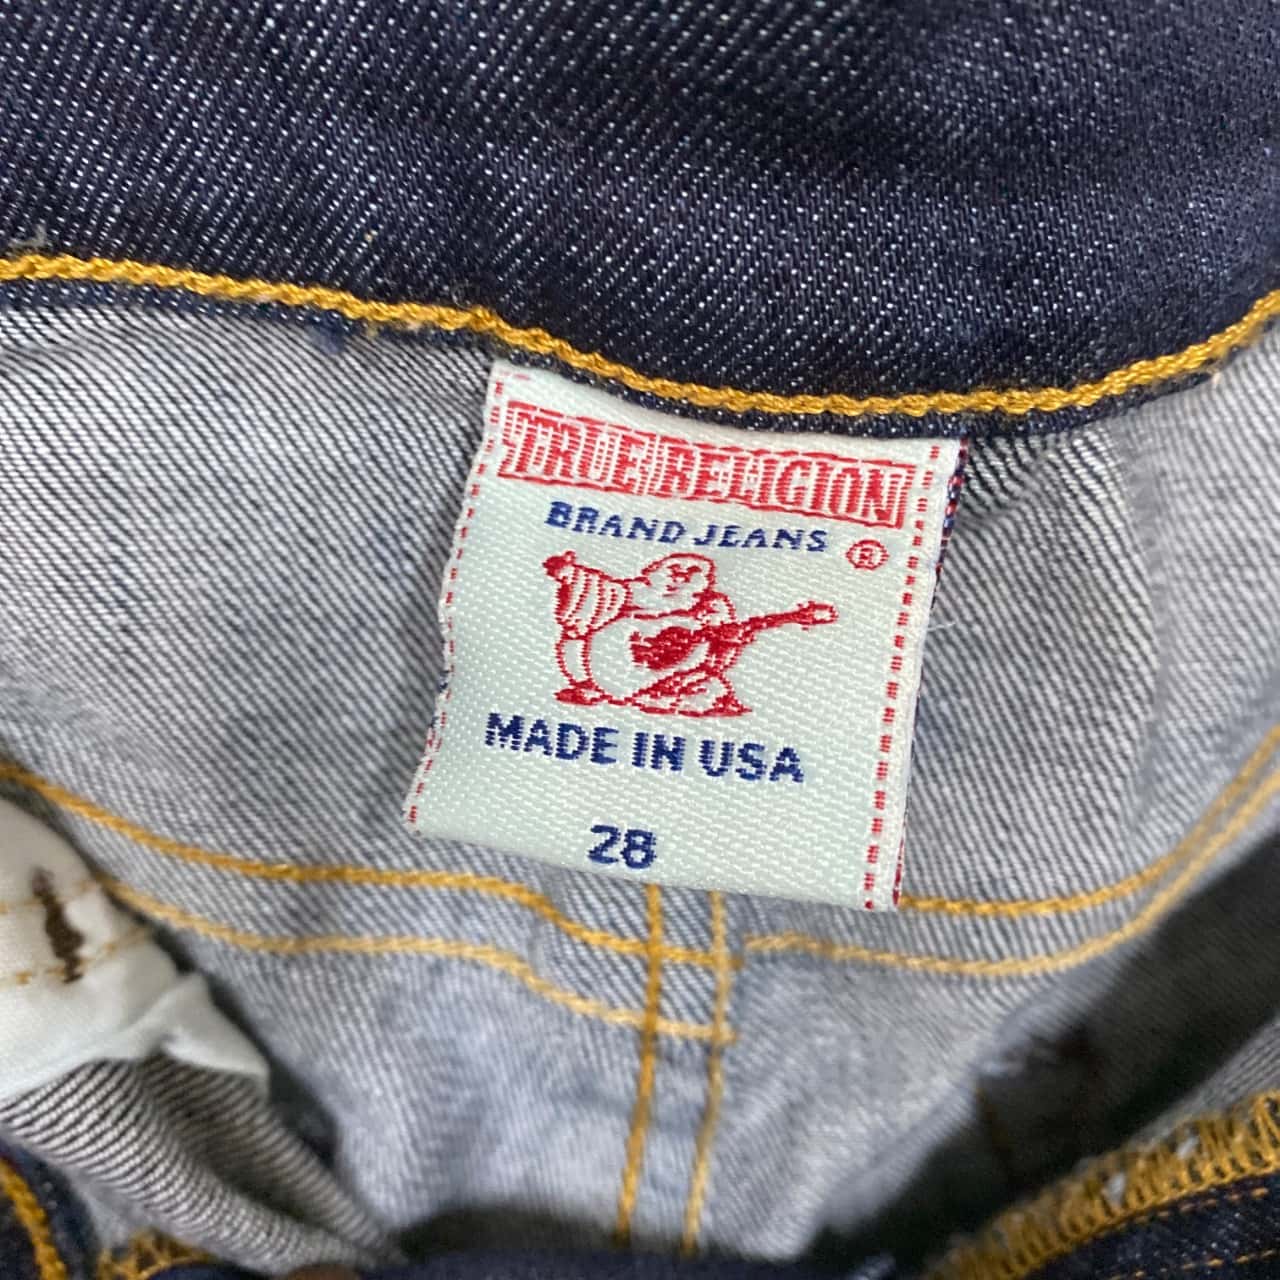 TRUE RELIGION
BRAND JEANS ®
MADE IN USA
28